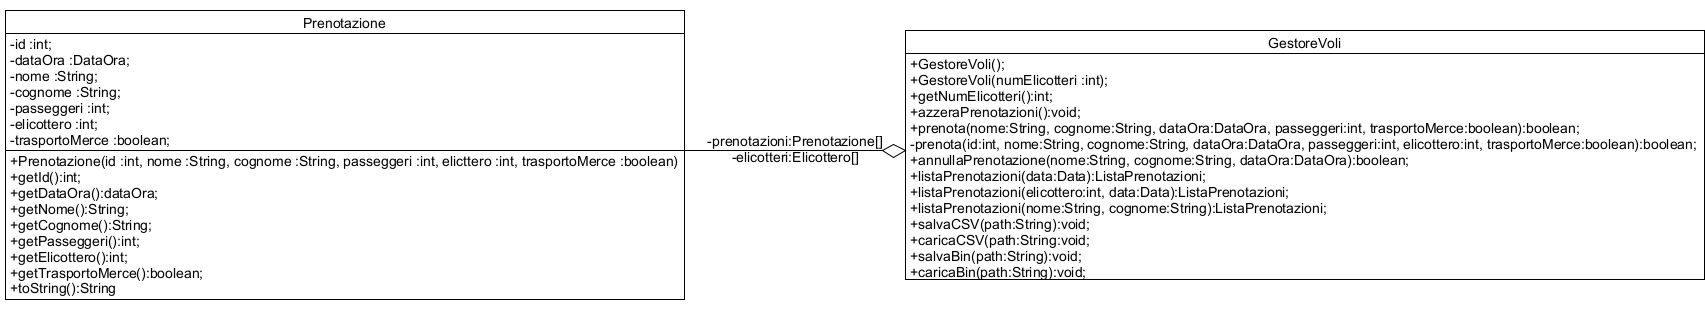 Prenotazione
-id :int;
-dataOra :DataOra;
-nome :String;
-cognome :String;
-passeggeri :int;
-elicottero :int;
-trasportoMerce :boolean;
+Prenotazione(id :int, nome :String, cognome :String, passeggeri :int, elicttero :int, trasportoMerce :boolean)
+getId():int;
+getDataOra():dataOra;
+getNome():String;
+getCognome():String;
+getPasseggeri():int;
+getElicottero():int;
+getTrasportoMerce():boolean;
+toString():String
-prenotazioni:Prenotazione[]
-elicotteri:Elicottero[]
GestoreVoli
+GestoreVoli();
+GestoreVoli(numElicotteri :int);
+getNumElicotteri():int;
+azzeraPrenotazioni():void;
+prenota(nome:String, cognome:String, dataOra:DataOra, passeggeri:int, trasportoMerce:boolean):boolean;
-prenota(id:int, nome:String, cognome:String, dataOra:DataOra, passeggeri:int, elicottero:int, trasportoMerce:boolean):boolean;
+annullaPrenotazione(nome:String, cognome:String, dataOra:DataOra):boolean;
+listaPrenotazioni(data:Data):ListaPrenotazioni;
+listaPrenotazioni(elicottero:int, data:Data):ListaPrenotazioni;
+listaPrenotazioni(nome:String, cognome:String):ListaPrenotazioni;
+salvaCSV(path:String):void;
+caricaCSV(path:String:void;
+salvaBin(path:String):void;
+caricaBin(path:String):void;